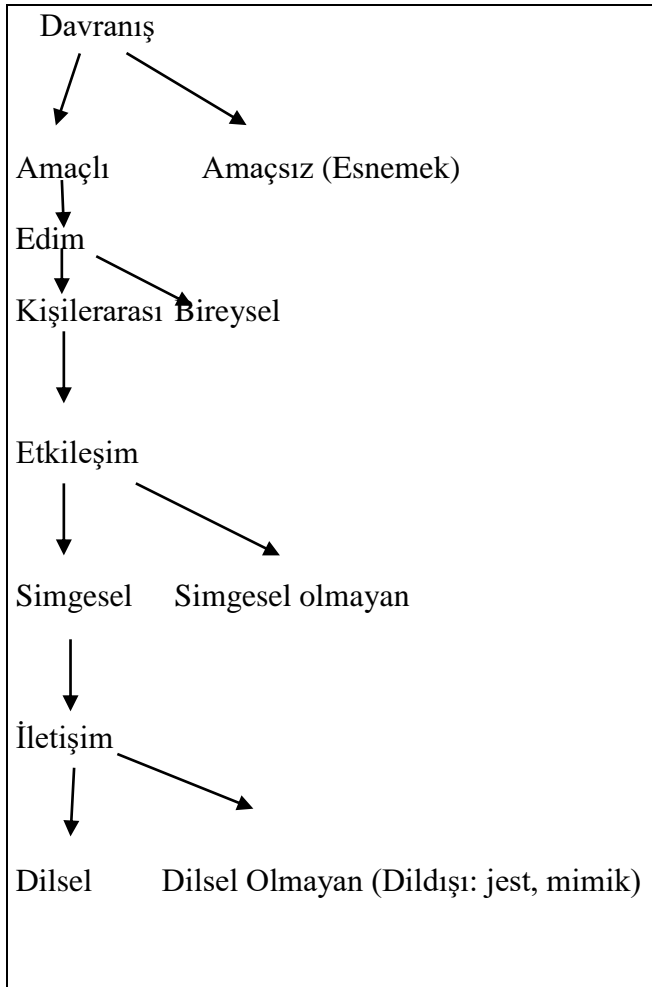 Davranış
Amaçlı Amaçsız (Esnemek)
Edim
Kişilerarası Bireysel
Etkileşim
Simgesel Simgesel olmayan
İletişim
Dilsel Dilsel Olmayan (Dildışı: jest, mimik)